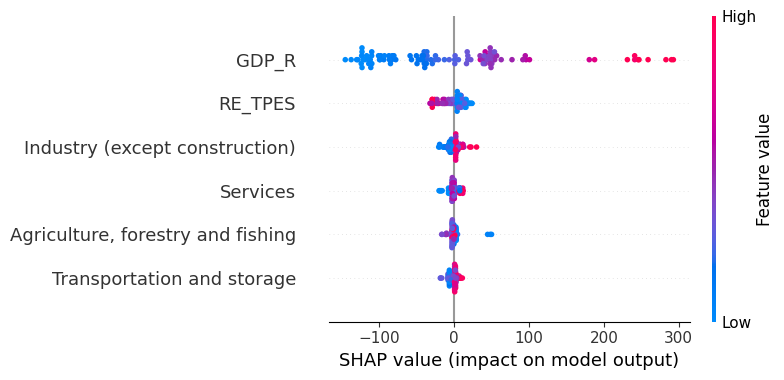 High
GDP_R
RE_TPES
Industry (except construction)
Services
Agriculture, forestry and fishing
Transportation and storage
Feature value
Low
−100 0 100 200 300
SHAP value (impact on model output)